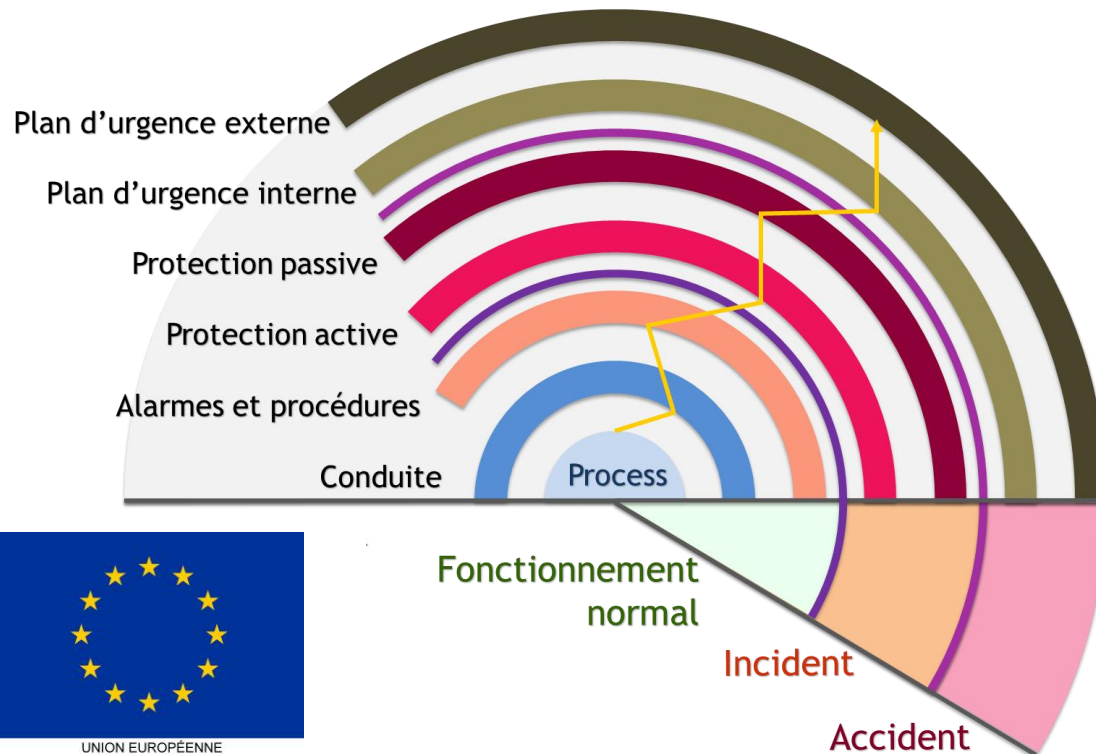 Plan d’urgence externe
Plan d’urgence interne
Protection passive
Protection active
Alarmes et procédures
Conduite
Process
Fonctionnement
normal
Incident
Accident
UNION EUROPÉENNE